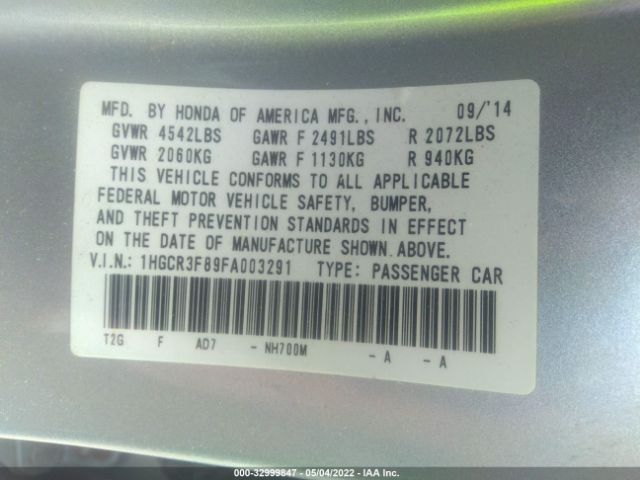 MFD. BY HONDA OF AMERICA MFG., INC. 09/'14
GVWR 4542LBS GAWR F 2491LBS R 2072LBS
GVWR 2060KG GAWR F 1130KG R 940KG
THIS VEHICLE CONFORMS TO ALL APPLICABLE
FEDERAL MOTOR VEHICLE SAFETY, BUMPER,
AND THEFT PREVENTION STANDARDS IN EFFECT
ON THE DATE OF MANUFACTURE SHOWN ABOVE.
V.I.N.: 1HGCR3F89FA003291 TYPE: PASSENGER CAR
T2G F AD7 - NH700M - A - A
000-32999847 - 05/04/2022 - IAA Inc.